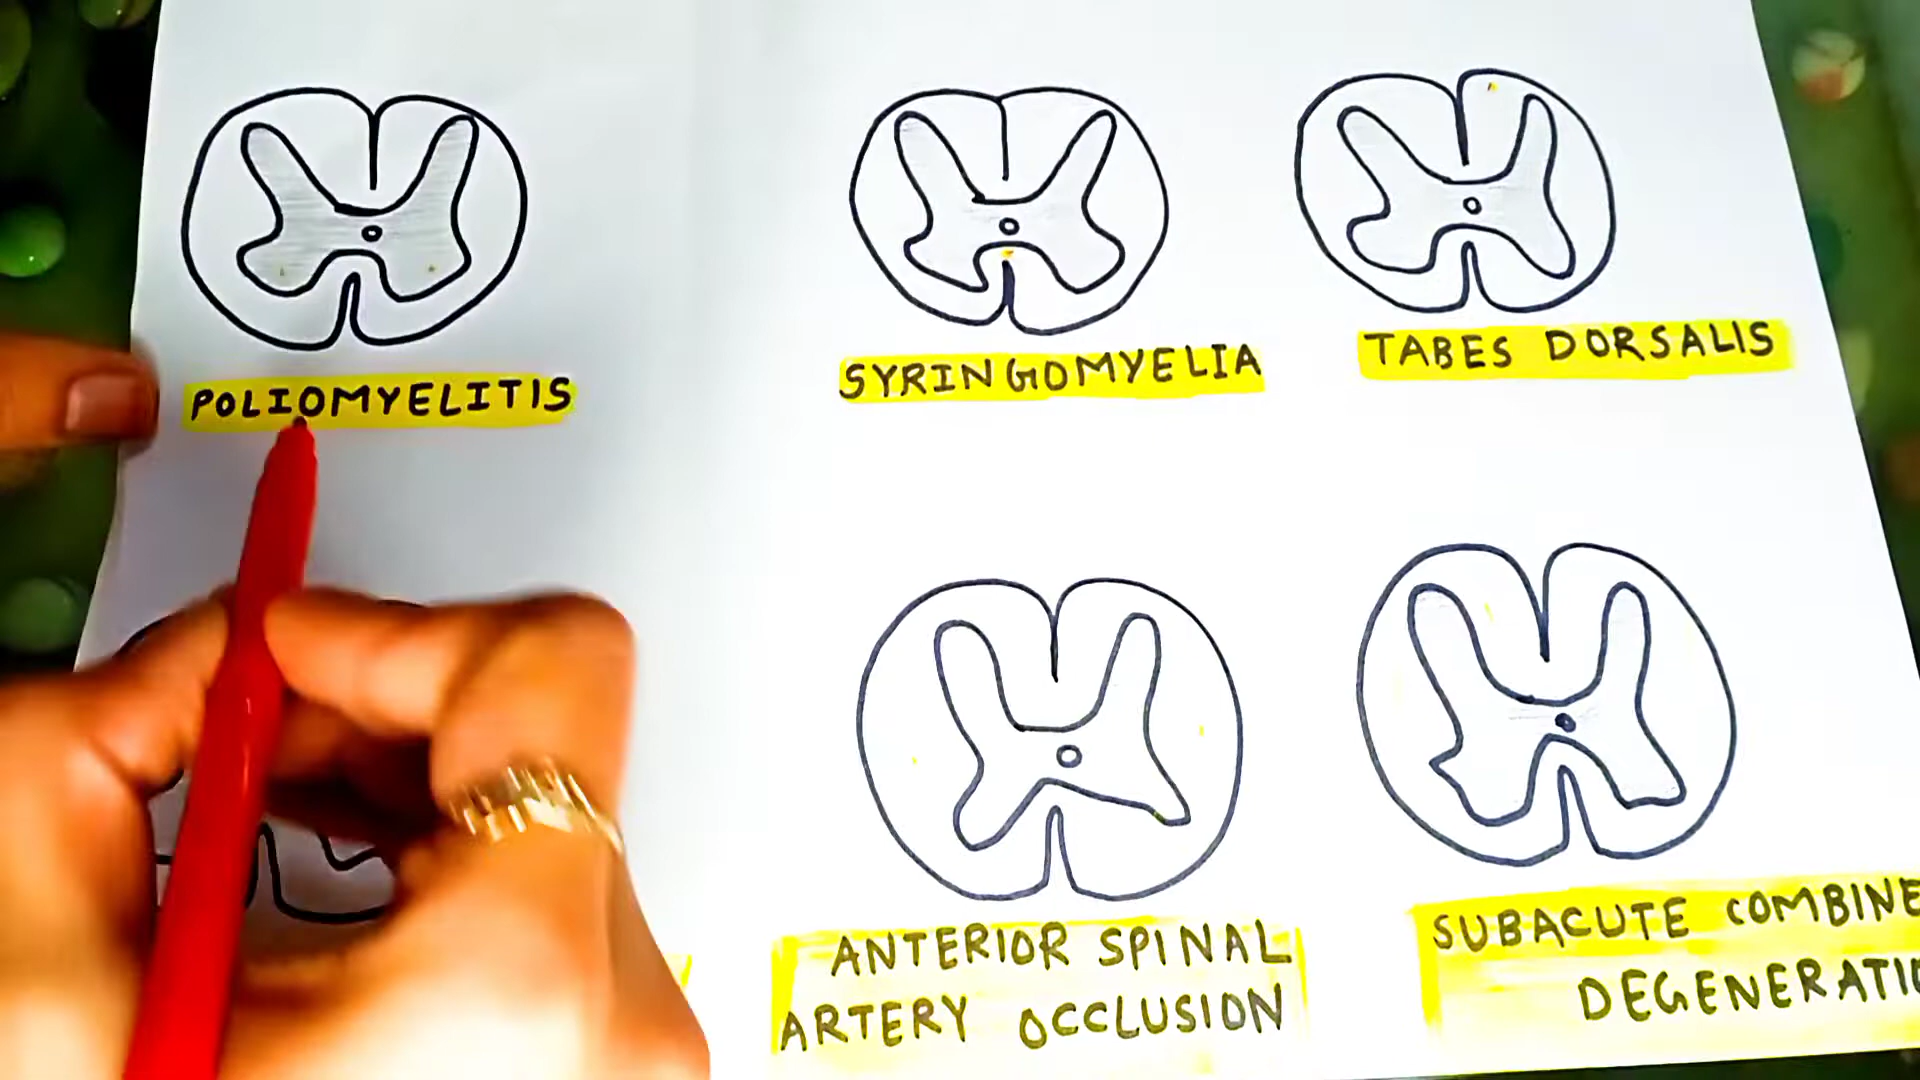 POLIOMYELITIS
SYRINGOMYELIA
TABES DORSALIS
ANTERIOR SPINAL
ARTERY OCCLUSION
SUBACUTE COMBINE
DEGENERATI